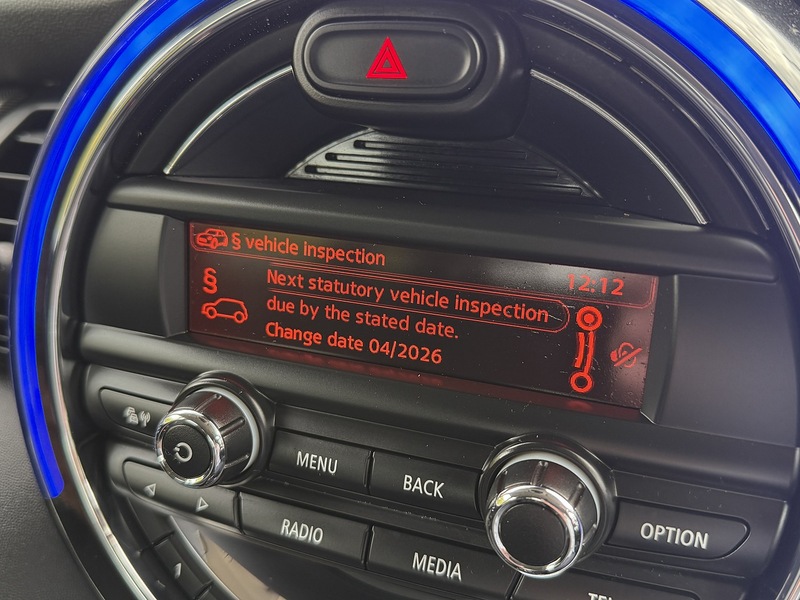 § vehicle inspection
12:12
§
Next statutory vehicle inspection
due by the stated date.
Change date 04/2026
MENU
BACK
OPTION
RADIO
MEDIA